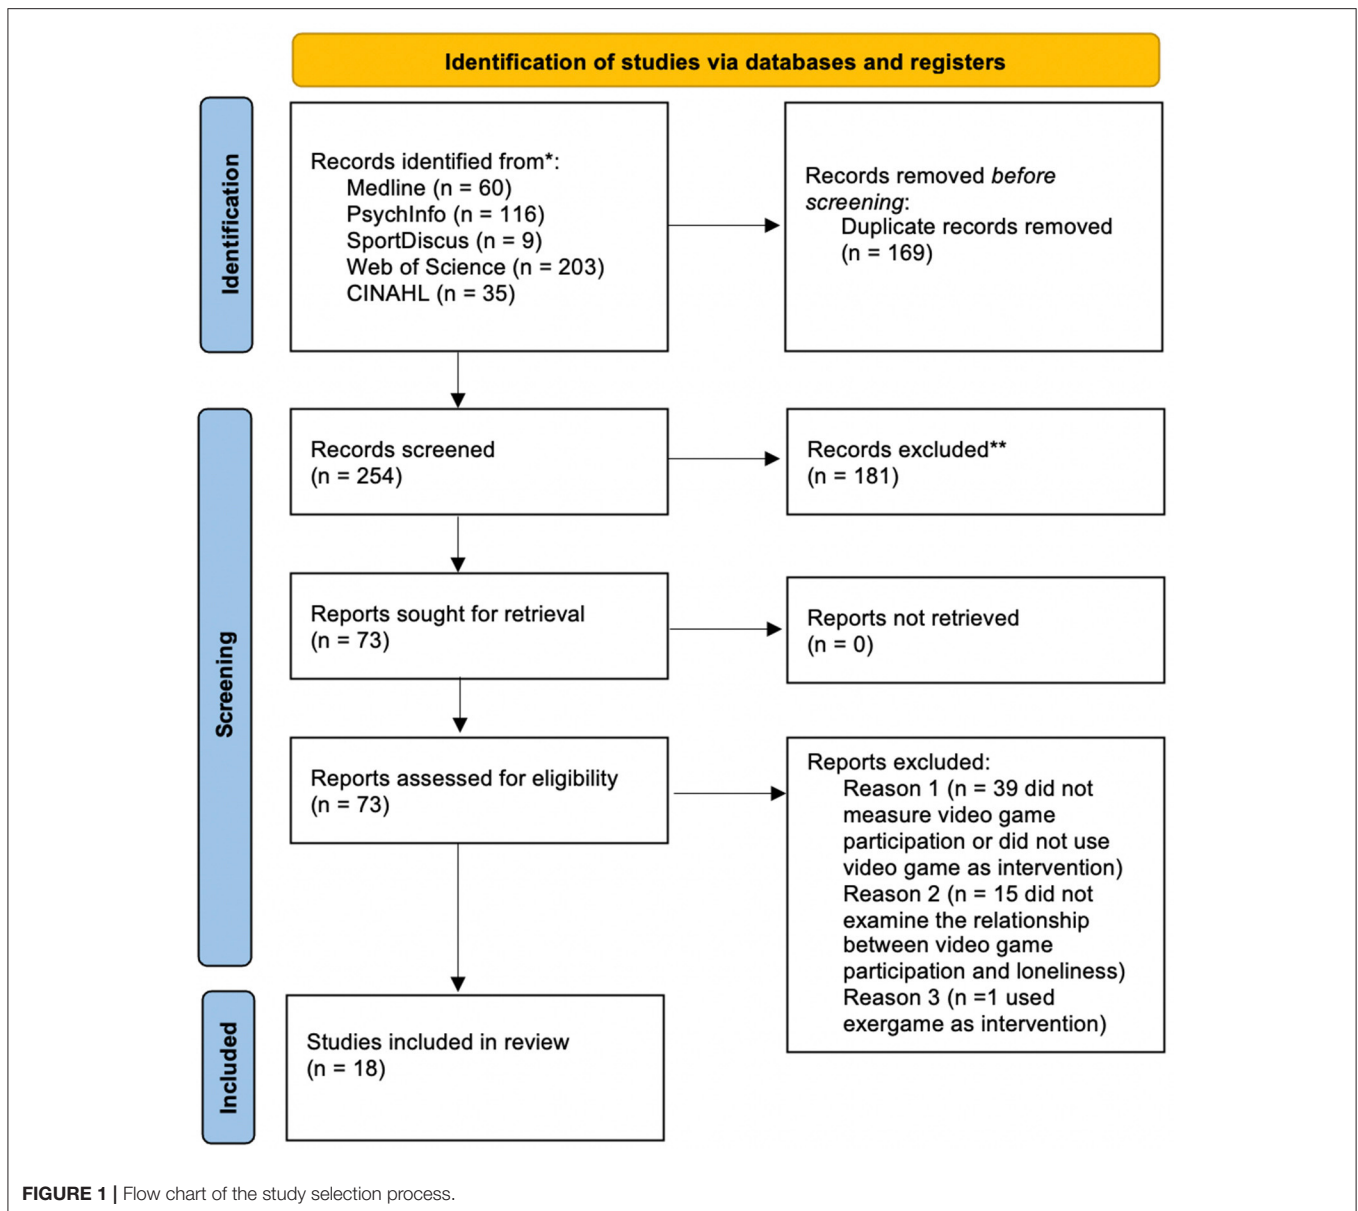 Identification of studies via databases and registers
Identification
Records identified from*:
Medline (n = 60)
PsychInfo (n = 116)
SportDiscus (n = 9)
Web of Science (n = 203)
CINAHL (n = 35)
Records removed before
screening:
Duplicate records removed
(n = 169)
Screening
Records screened
(n = 254)
Records excluded**
(n = 181)
Reports sought for retrieval
(n = 73)
Reports not retrieved
(n = 0)
Reports assessed for eligibility
(n = 73)
Reports excluded:
Reason 1 (n = 39 did not
measure video game
participation or did not use
video game as intervention)
Reason 2 (n = 15 did not
examine the relationship
between video game
participation and loneliness)
Reason 3 (n =1 used
exergame as intervention)
Included
Studies included in review
(n = 18)
FIGURE 1 | Flow chart of the study selection process.